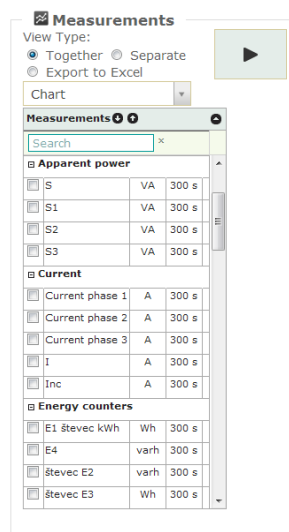 Measurements
View Type:
Together Separate
Export to Excel
Chart
Measurements
Search ×
Apparent power
S VA 300 s
S1 VA 300 s
S2 VA 300 s
S3 VA 300 s
Current
Current phase 1 A 300 s
Current phase 2 A 300 s
Current phase 3 A 300 s
I A 300 s
Inc A 300 s
Energy counters
E1 števec kWh Wh 300 s
E4 varh 300 s
števec E2 varh 300 s
števec E3 Wh 300 s